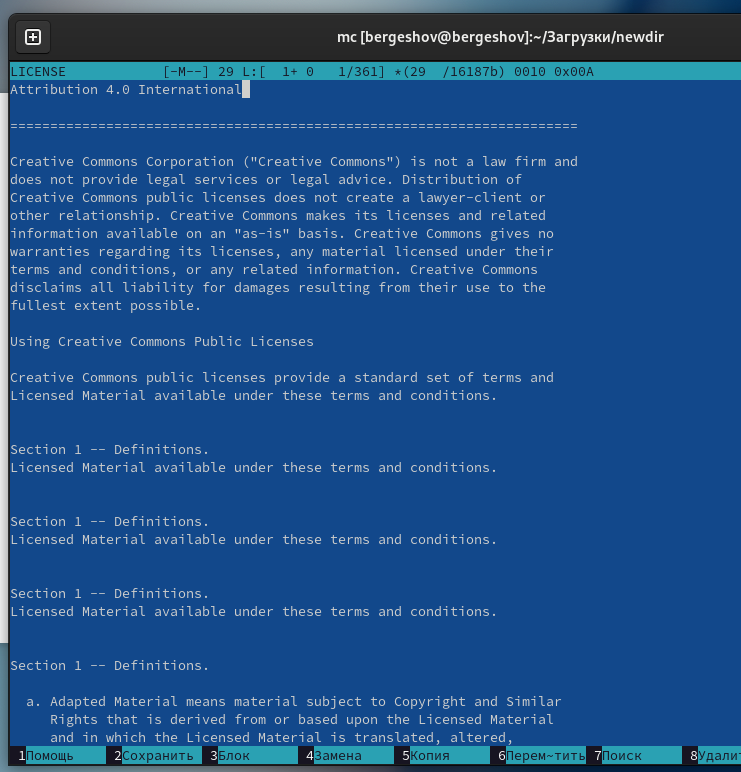 mc [bergeshov@bergeshov]:~/Загрузки/newdir
LICENSE [-M--] 29 L:[ 1+ 0 1/361] *(29 /16187b) 0010 0x00A
Attribution 4.0 International
=======================================================================
Creative Commons Corporation ("Creative Commons") is not a law firm and
does not provide legal services or legal advice. Distribution of
Creative Commons public licenses does not create a lawyer-client or
other relationship. Creative Commons makes its licenses and related
information available on an "as-is" basis. Creative Commons gives no
warranties regarding its licenses, any material licensed under their
terms and conditions, or any related information. Creative Commons
disclaims all liability for damages resulting from their use to the
fullest extent possible.
Using Creative Commons Public Licenses
Creative Commons public licenses provide a standard set of terms and
Licensed Material available under these terms and conditions.
Section 1 -- Definitions.
Licensed Material available under these terms and conditions.
Section 1 -- Definitions.
Licensed Material available under these terms and conditions.
Section 1 -- Definitions.
Licensed Material available under these terms and conditions.
Section 1 -- Definitions.
a. Adapted Material means material subject to Copyright and Similar
Rights that is derived from or based upon the Licensed Material
and in which the Licensed Material is translated, altered,
1Помощь 2Сохранить 3Блок 4Замена 5Копия 6Перем~тить 7Поиск 8Удали